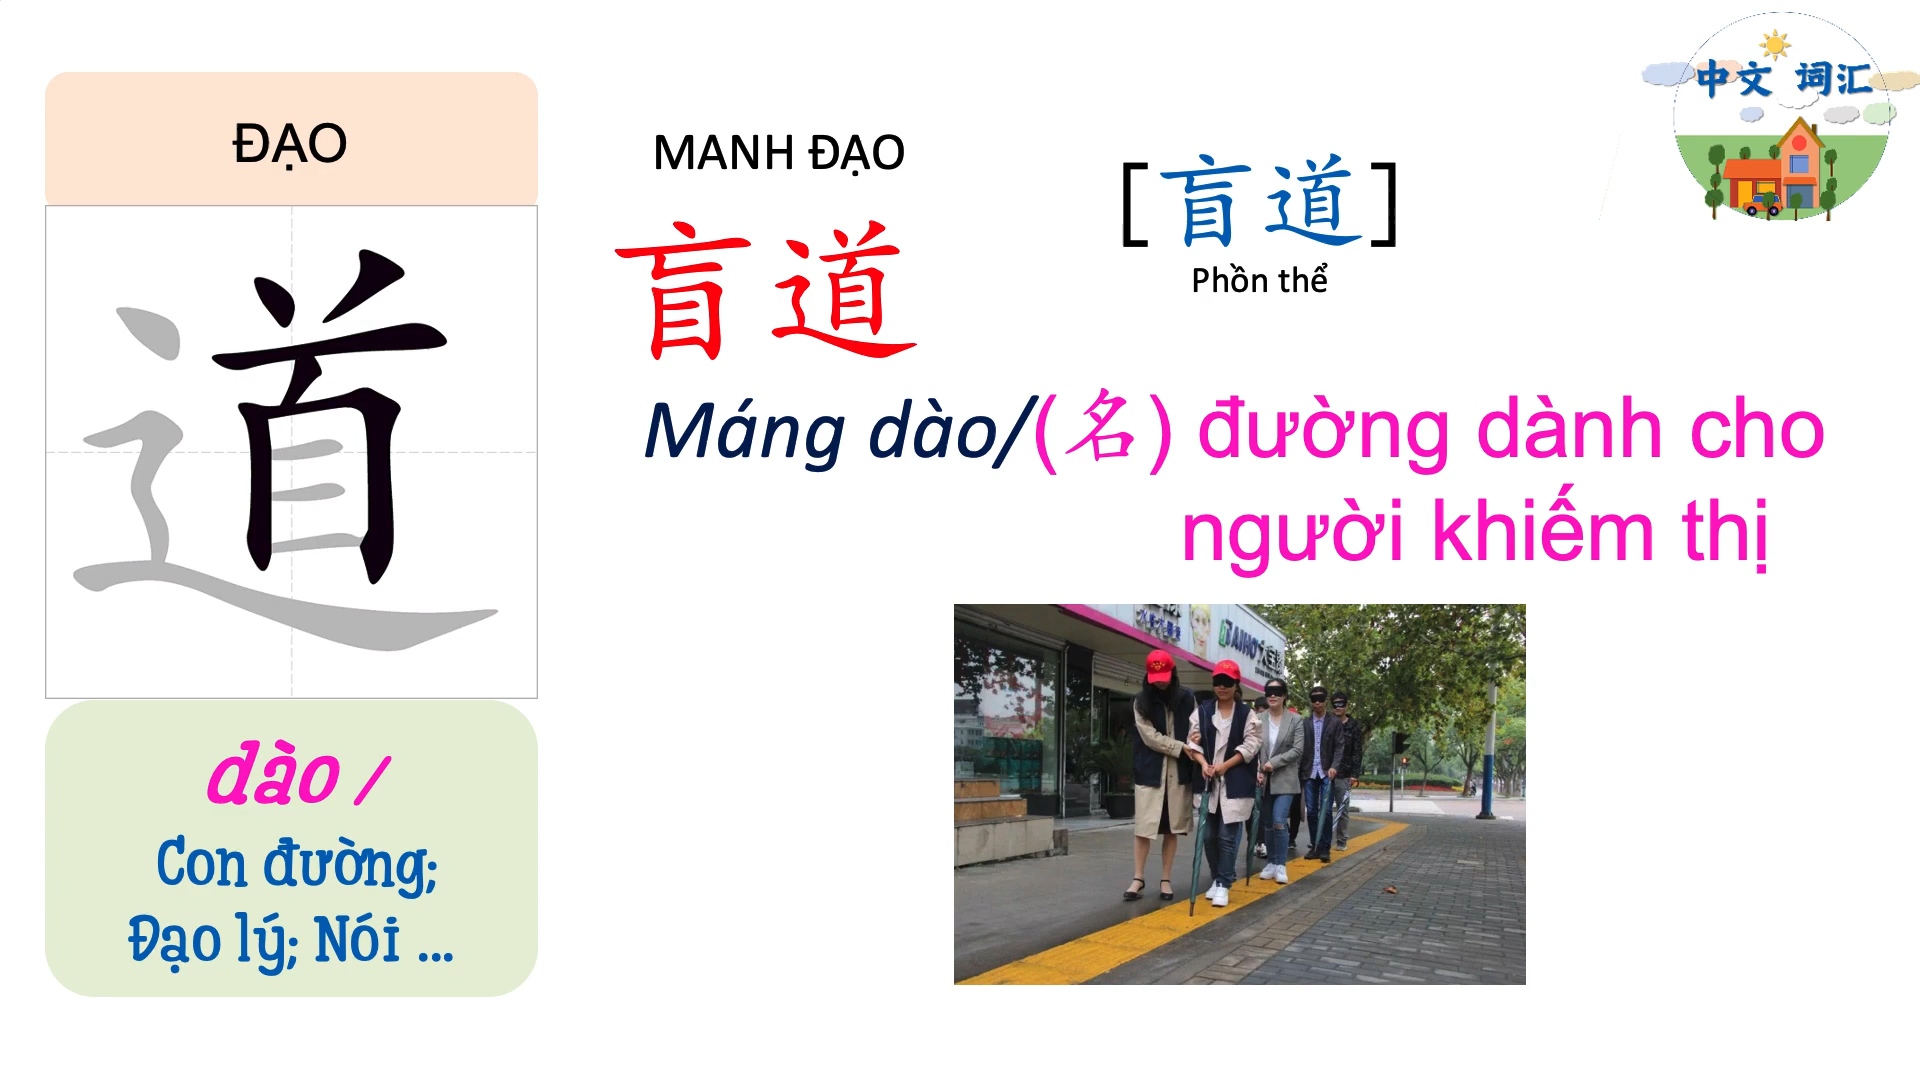 ĐẠO
道
dào /
Con đường;
Đạo lý; Nói ...
MANH ĐẠO
盲道
[盲道]
Phồn thể
Máng dào/(名) đường dành cho
người khiếm thị
中文 词汇